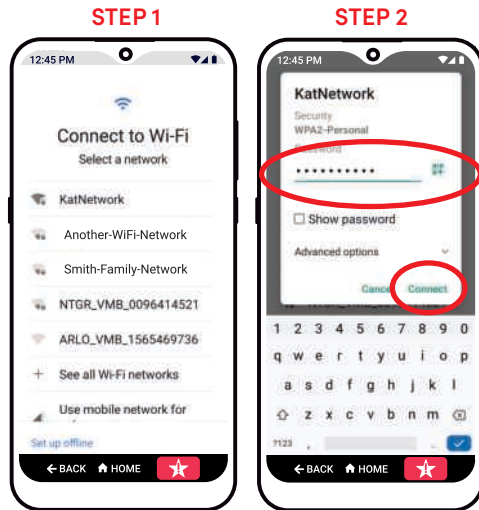 STEP 1
12:45 PM
Connect to Wi-Fi
Select a network
KatNetwork
Another-WiFi-Network
Smith-Family-Network
NTGR_VMB_0096414521
ARLO_VMB_1565469736
+ See all Wi-Fi networks
Use mobile network for
Set up offline
BACK HOME
STEP 2
12:45 PM
KatNetwork
Security
WPA2-Personal
Password
••••••••••
Show password
Advanced options
Cancel Connect
1 2 3 4 5 6 7 8 9 0
q w e r t y u i o p
a s d f g h j k l
z x c v b n m
?123 , .
BACK HOME